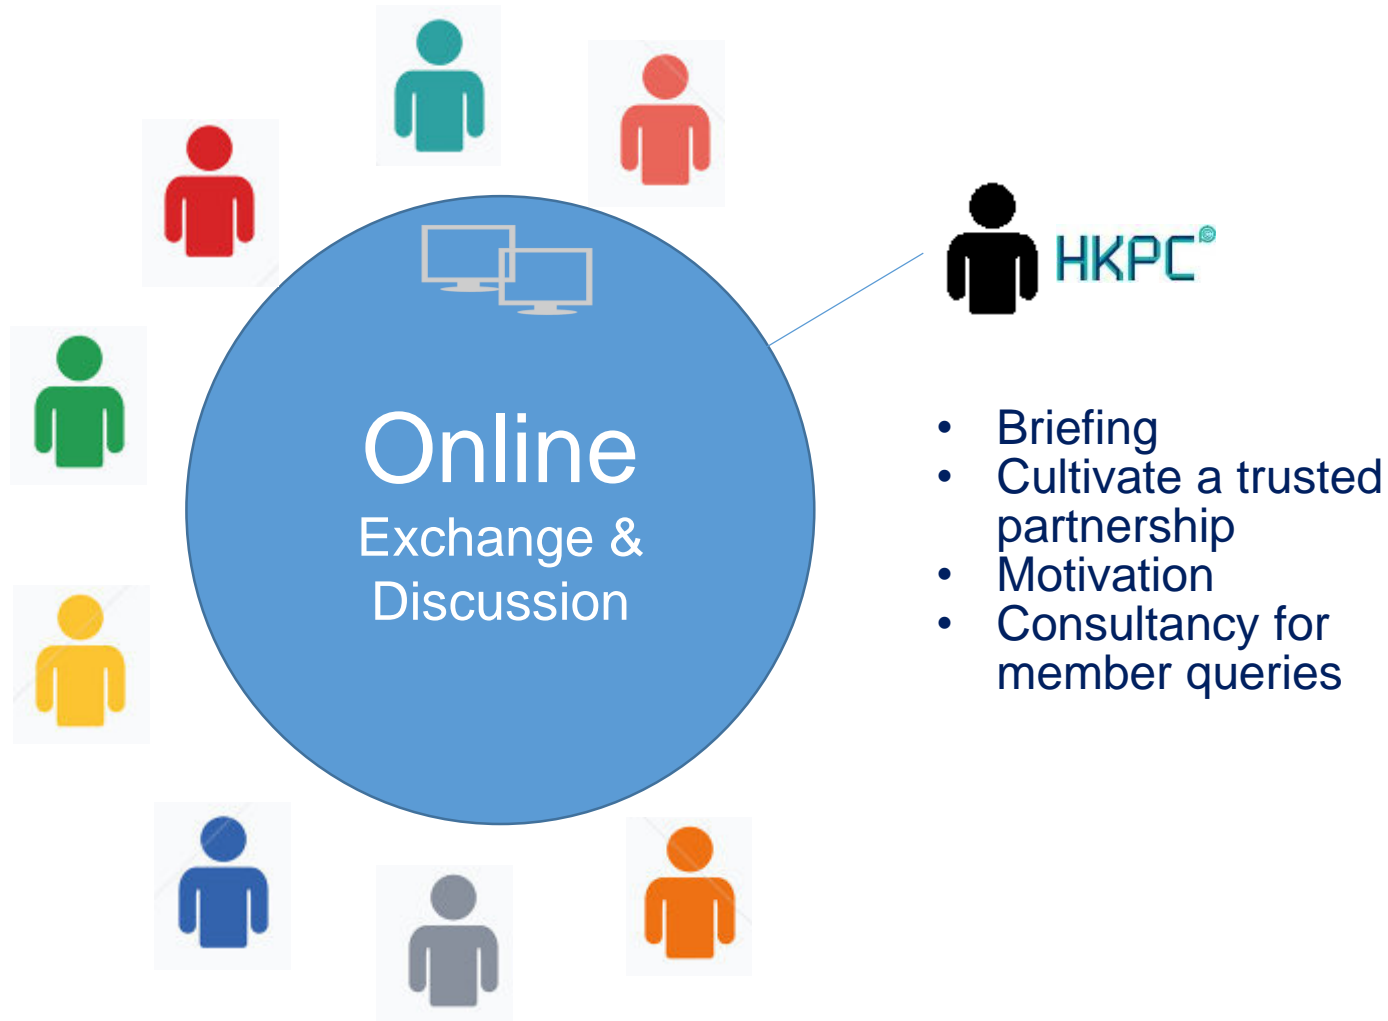 Online
Exchange &
Discussion
HKPC
• Briefing
• Cultivate a trusted
partnership
• Motivation
• Consultancy for
member queries